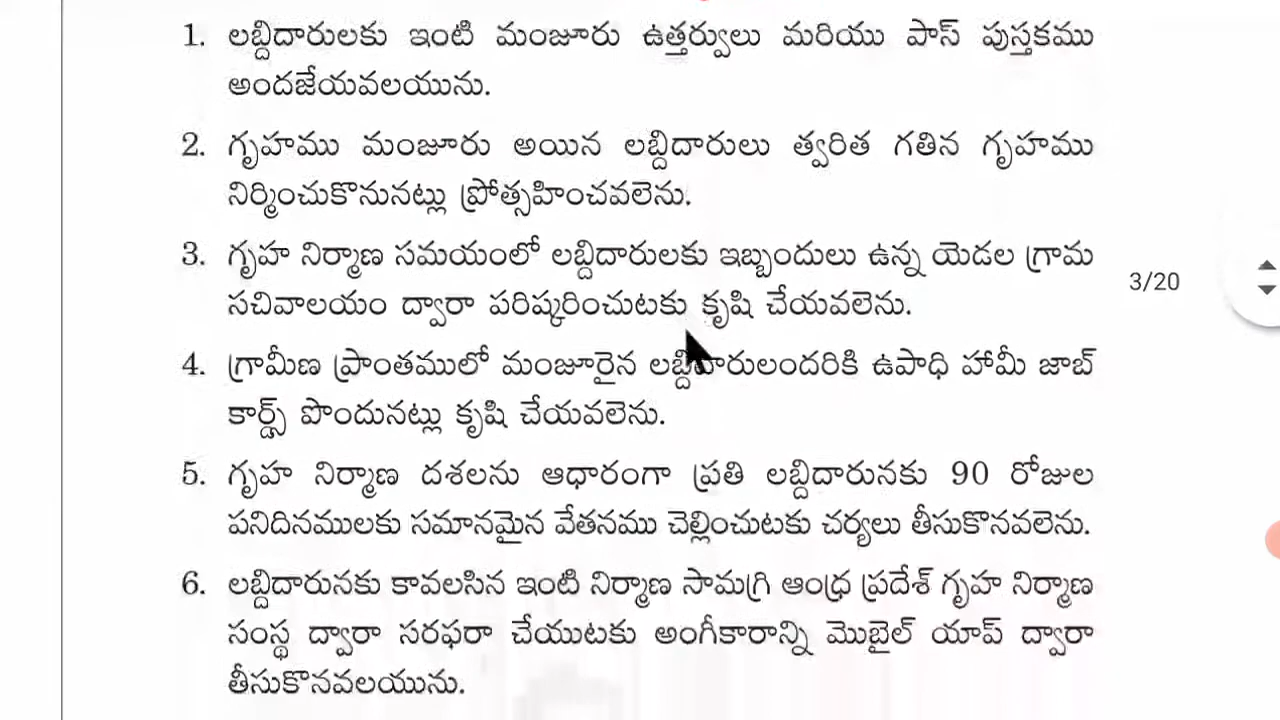 1. లబ్దిదారులకు ఇంటి మంజూరు ఉత్తర్వులు మరియు పాస్ పుస్తకము
అందజేయవలయును.
2. గృహము మంజూరు అయిన లబ్దిదారులు త్వరిత గతిన గృహము
నిర్మించుకొనునట్లు ప్రోత్సహించవలెను.
3. గృహ నిర్మాణ సమయంలో లబ్దిదారులకు ఇబ్బందులు ఉన్న యెడల గ్రామ
సచివాలయం ద్వారా పరిష్కరించుటకు కృషి చేయవలెను.
3/20
4. గ్రామీణ ప్రాంతములో మంజూరైన లబ్దిదారులందరికి ఉపాధి హామీ జాబ్
కార్డ్స్ పొందునట్లు కృషి చేయవలెను.
5. గృహ నిర్మాణ దశలను ఆధారంగా ప్రతి లబ్దిదారునకు 90 రోజుల
పనిదినములకు సమానమైన వేతనము చెల్లించుటకు చర్యలు తీసుకొనవలెను.
6. లబ్దిదారునకు కావలసిన ఇంటి నిర్మాణ సామగ్రి ఆంధ్ర ప్రదేశ్ గృహ నిర్మాణ
సంస్థ ద్వారా సరఫరా చేయుటకు అంగీకారాన్ని మొబైల్ యాప్ ద్వారా
తీసుకొనవలయును.